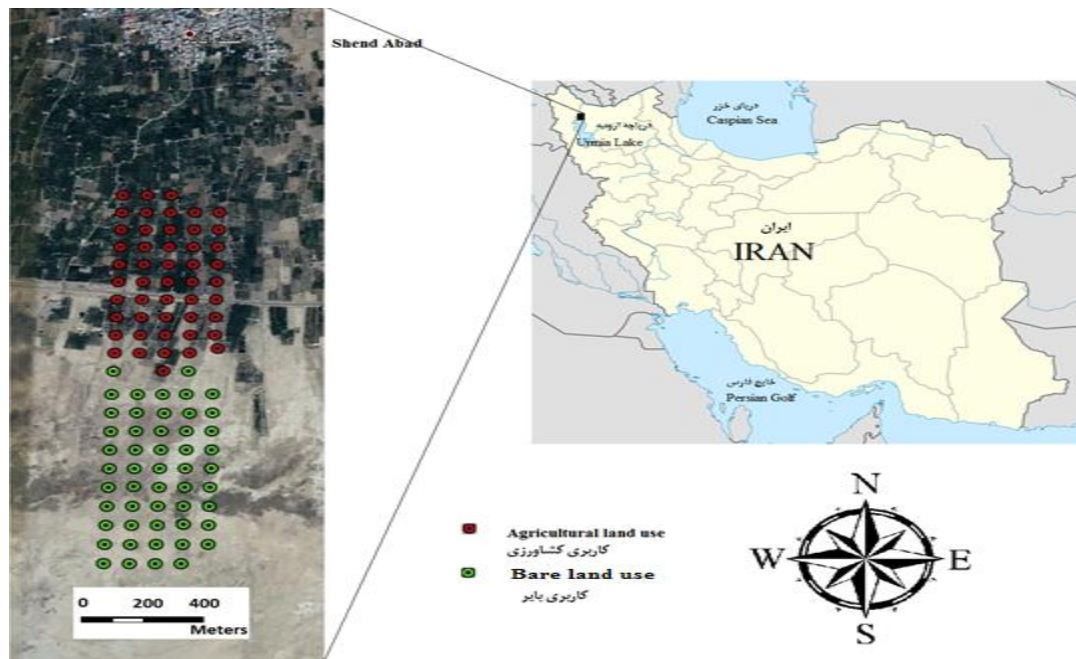 Shend Abad
دریای خزر
Caspian Sea
دریاچه ارومیه
Urmia Lake
ایران
IRAN
خلیج فارس
Persian Golf
Agricultural land use
کاربری کشاورزی
Bare land use
کاربری بایر
0 200 400
Meters
N
W E
S